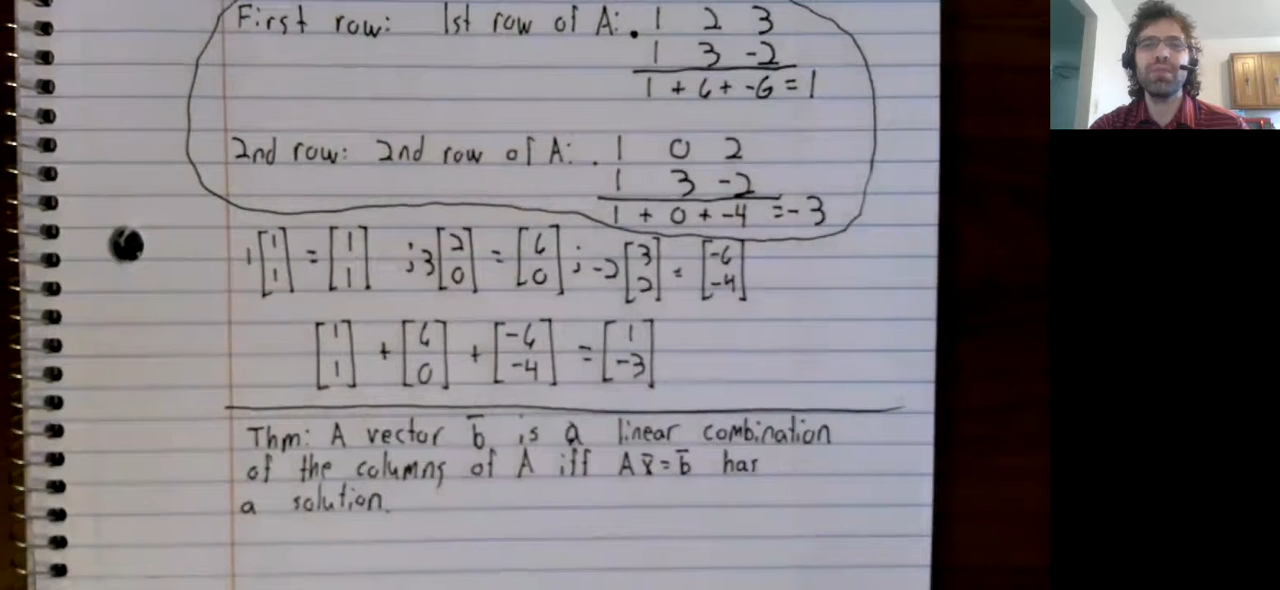 First row: 1st row of A: . 1 2 3
1 3 -2
1 + 6 + -6 = 1
2nd row: 2nd row of A: . 1 0 2
1 3 -2
1 + 0 + -4 = -3
1 [1 1] = [1 1] ; 3 [2 0] = [6 0] ; -2 [3 2] = [-6 -4]
[1 1] + [6 0] + [-6 -4] = [1 -3]
Thm: A vector b̄ is a linear combination
of the columns of A iff Ax̄ = b̄ has
a solution.